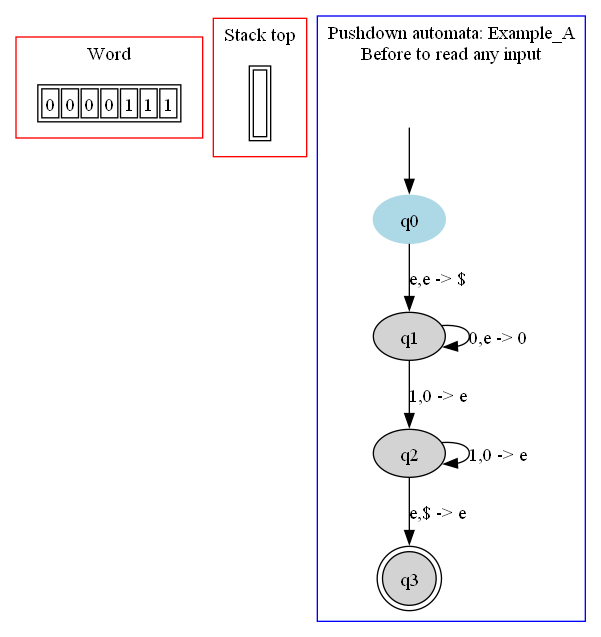 Word
0 0 0 0 1 1 1
Stack top
Pushdown automata: Example_A
Before to read any input
q0
e,e -> $
q1
0,e -> 0
1,0 -> e
q2
1,0 -> e
e,$ -> e
q3